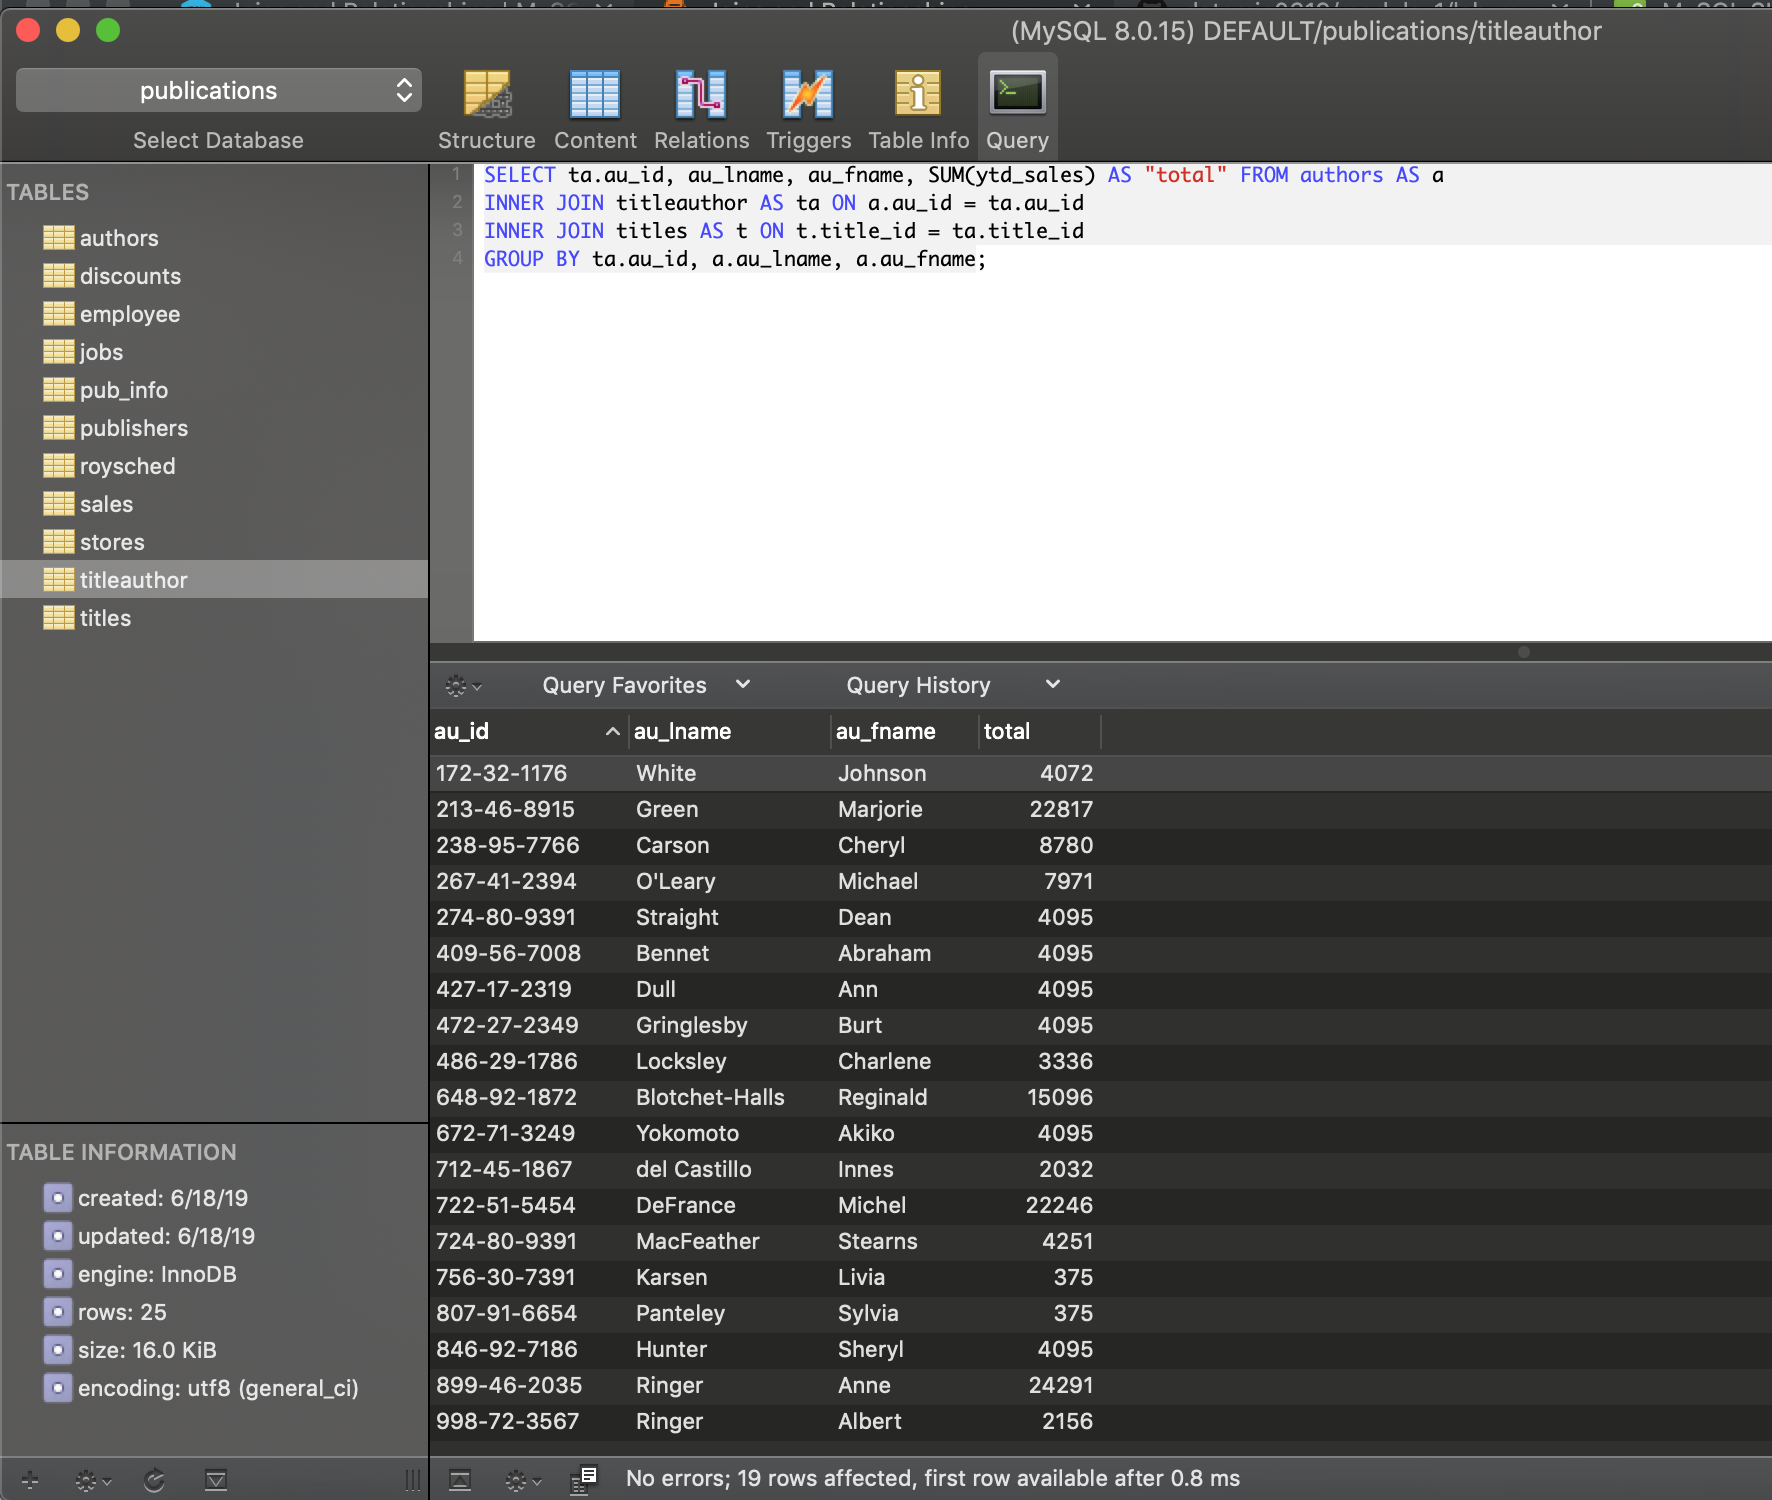 (MySQL 8.0.15) DEFAULT/publications/titleauthor
publications
Select Database
Structure
Content
Relations
Triggers
Table Info
Query
TABLES
authors
discounts
employee
jobs
pub_info
publishers
roysched
sales
stores
titleauthor
titles
TABLE INFORMATION
created: 6/18/19
updated: 6/18/19
engine: InnoDB
rows: 25
size: 16.0 KiB
encoding: utf8 (general_ci)
1 SELECT ta.au_id, au_lname, au_fname, SUM(ytd_sales) AS "total" FROM authors AS a
2 INNER JOIN titleauthor AS ta ON a.au_id = ta.au_id
3 INNER JOIN titles AS t ON t.title_id = ta.title_id
4 GROUP BY ta.au_id, a.au_lname, a.au_fname;
Query Favorites Query History
au_id au_lname au_fname total
172-32-1176 White Johnson 4072
213-46-8915 Green Marjorie 22817
238-95-7766 Carson Cheryl 8780
267-41-2394 O'Leary Michael 7971
274-80-9391 Straight Dean 4095
409-56-7008 Bennet Abraham 4095
427-17-2319 Dull Ann 4095
472-27-2349 Gringlesby Burt 4095
486-29-1786 Locksley Charlene 3336
648-92-1872 Blotchet-Halls Reginald 15096
672-71-3249 Yokomoto Akiko 4095
712-45-1867 del Castillo Innes 2032
722-51-5454 DeFrance Michel 22246
724-80-9391 MacFeather Stearns 4251
756-30-7391 Karsen Livia 375
807-91-6654 Panteley Sylvia 375
846-92-7186 Hunter Sheryl 4095
899-46-2035 Ringer Anne 24291
998-72-3567 Ringer Albert 2156
No errors; 19 rows affected, first row available after 0.8 ms